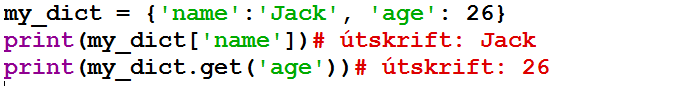 my_dict = {'name':'Jack', 'age': 26}
print(my_dict['name'])# útskrift: Jack
print(my_dict.get('age'))# útskrift: 26